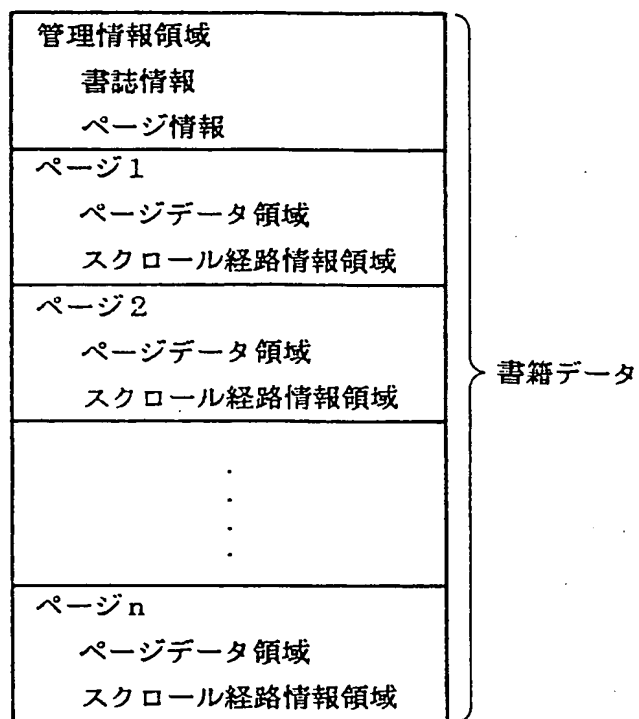 管理情報領域
書誌情報
ページ情報
ページ1
ページデータ領域
スクロール経路情報領域
ページ2
ページデータ領域
スクロール経路情報領域
書籍データ
ページn
ページデータ領域
スクロール経路情報領域